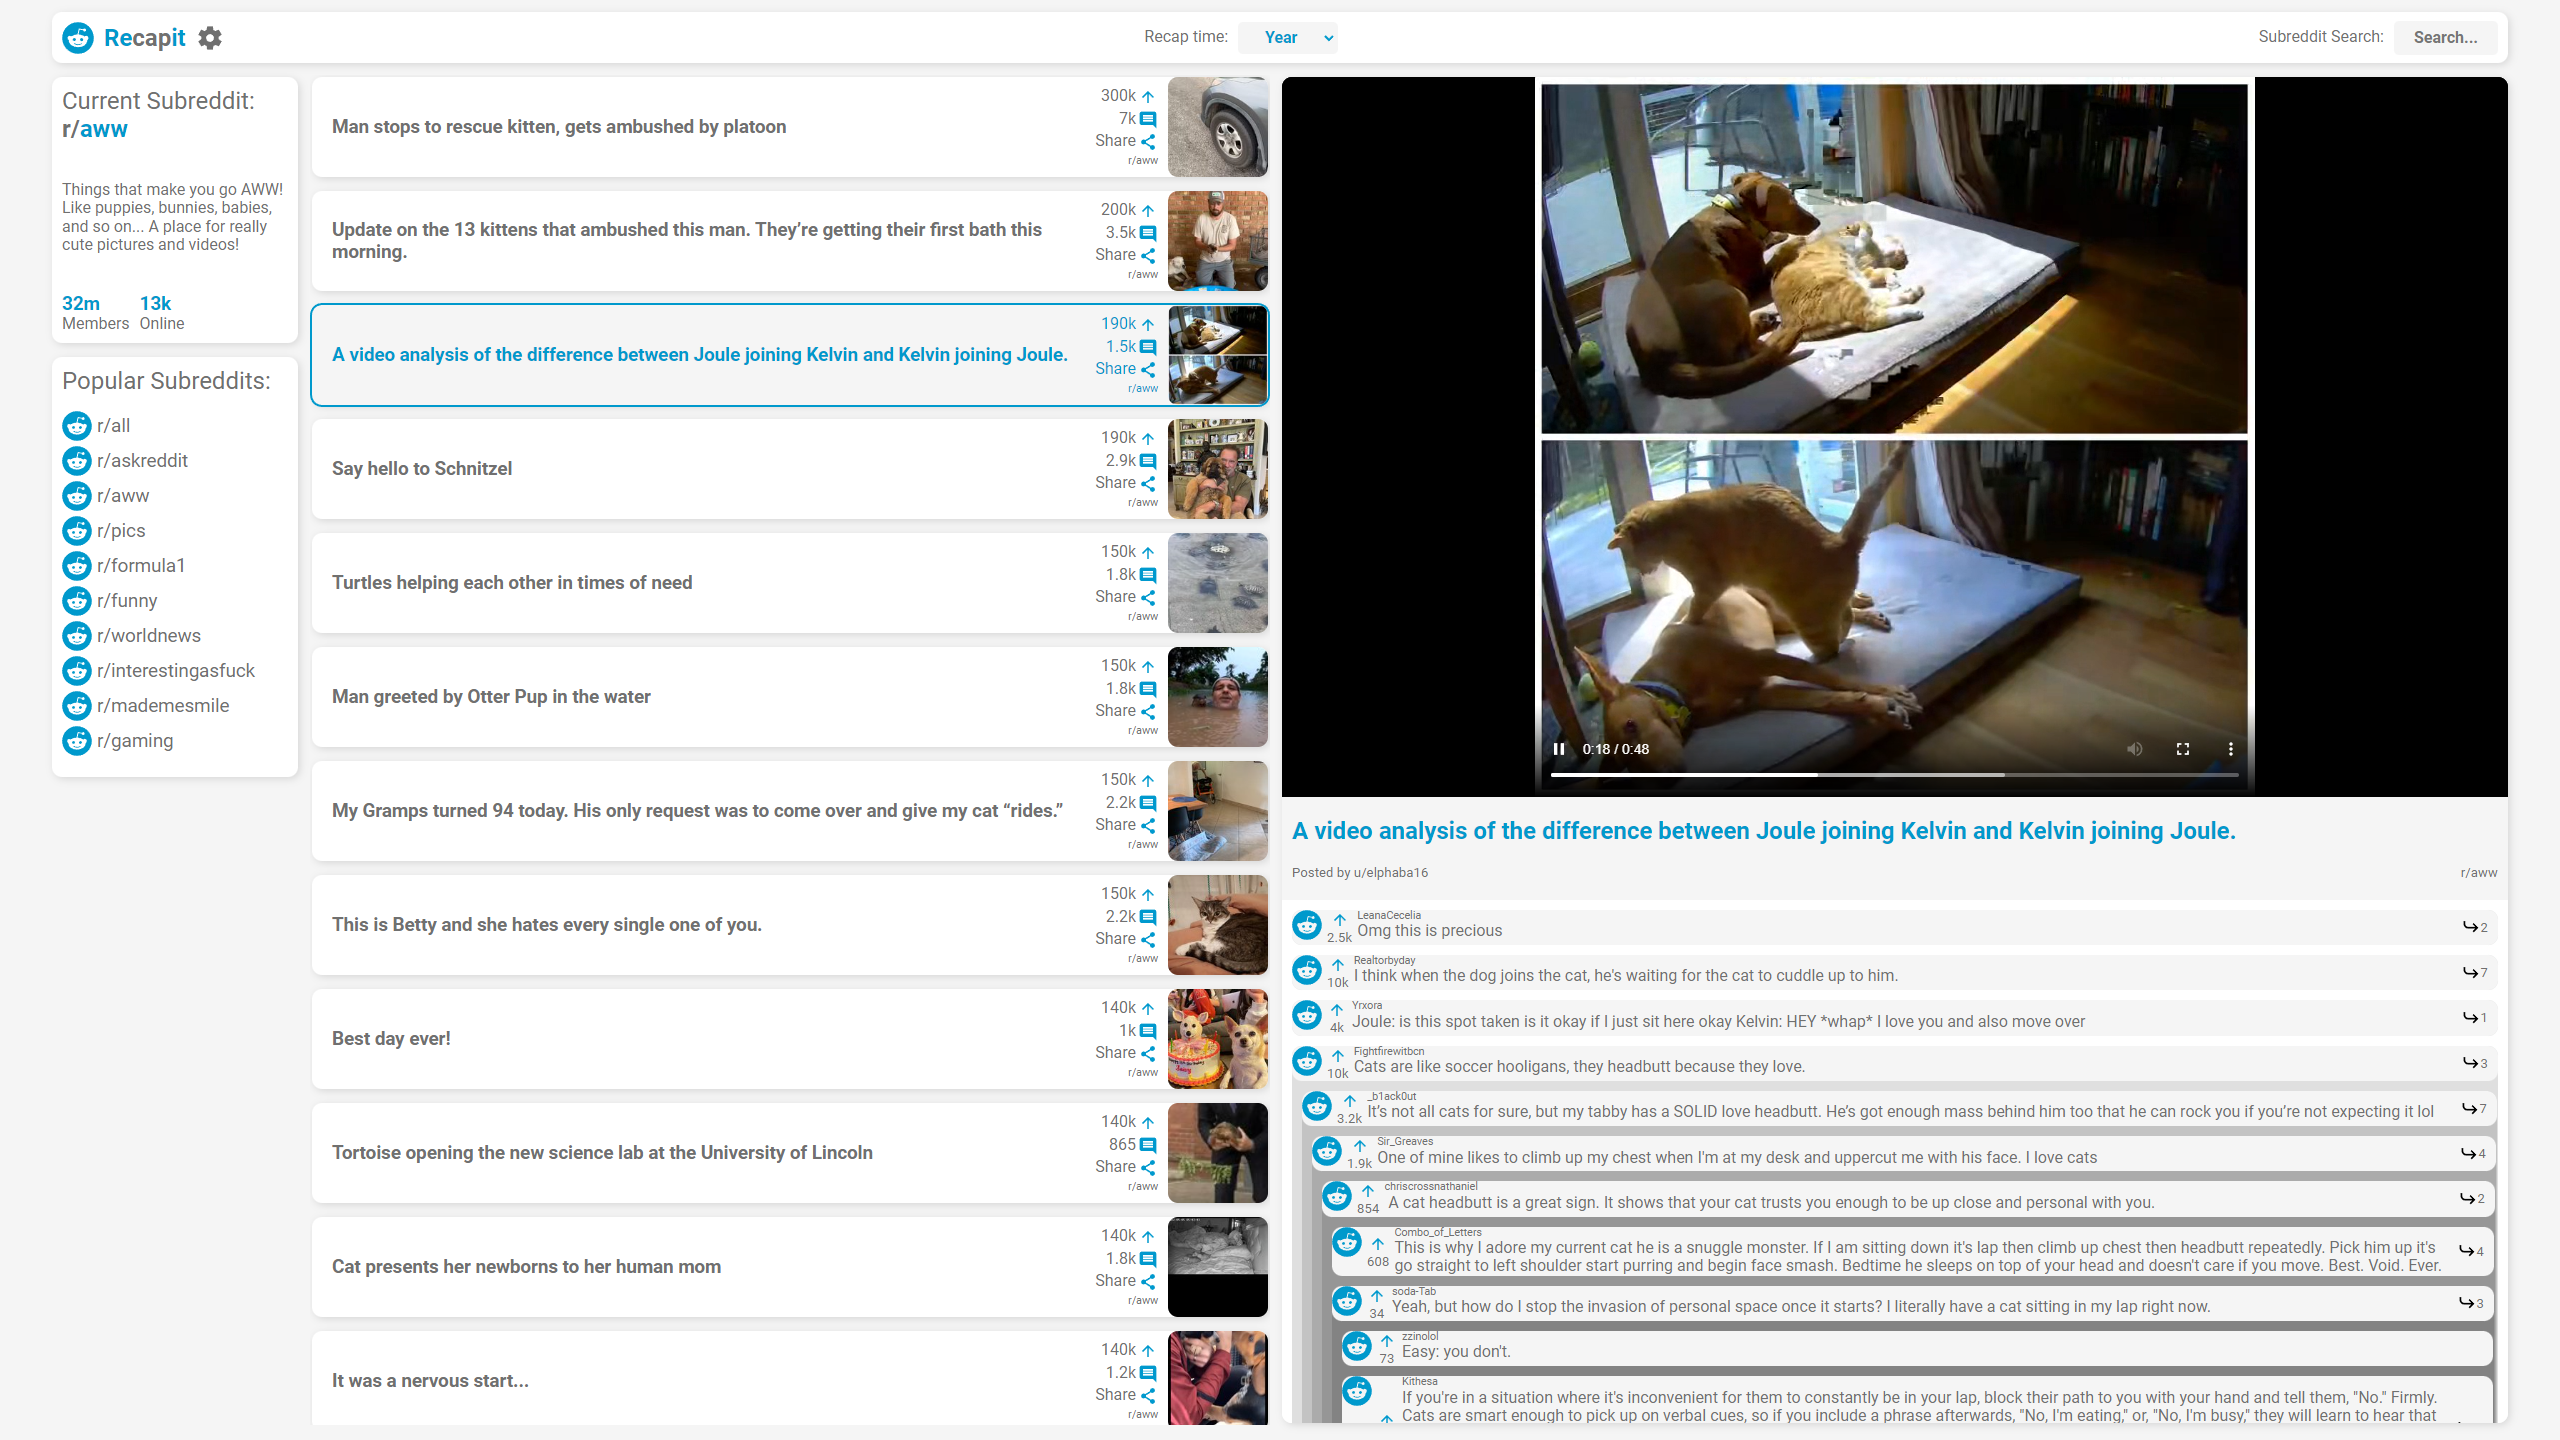 Recapit
Recap time: Year
Subreddit Search: Search...
Current Subreddit:
r/aww
Things that make you go AWW!
Like puppies, bunnies, babies,
and so on... A place for really
cute pictures and videos!
32m 13k
Members Online
Popular Subreddits:
r/all
r/askreddit
r/aww
r/pics
r/formula1
r/funny
r/worldnews
r/interestingasfuck
r/mademesmile
r/gaming
Man stops to rescue kitten, gets ambushed by platoon
300k
7k
Share
r/aww
Update on the 13 kittens that ambushed this man. They’re getting their first bath this
morning.
200k
3.5k
Share
r/aww
A video analysis of the difference between Joule joining Kelvin and Kelvin joining Joule.
190k
1.5k
Share
r/aww
Say hello to Schnitzel
190k
2.9k
Share
r/aww
Turtles helping each other in times of need
150k
1.8k
Share
r/aww
Man greeted by Otter Pup in the water
150k
1.8k
Share
r/aww
My Gramps turned 94 today. His only request was to come over and give my cat “rides.”
150k
2.2k
Share
r/aww
This is Betty and she hates every single one of you.
150k
2.2k
Share
r/aww
Best day ever!
140k
1k
Share
r/aww
Tortoise opening the new science lab at the University of Lincoln
140k
865
Share
r/aww
Cat presents her newborns to her human mom
140k
1.8k
Share
r/aww
It was a nervous start...
140k
1.2k
Share
r/aww
0:18 / 0:48
A video analysis of the difference between Joule joining Kelvin and Kelvin joining Joule.
Posted by u/elphaba16 r/aww
LeanaCecelia
2.5k Omg this is precious 2
Realtorbyday
10k I think when the dog joins the cat, he's waiting for the cat to cuddle up to him. 7
Yrxora
4k Joule: is this spot taken is it okay if I just sit here okay Kelvin: HEY *whap* I love you and also move over 1
Fightfirewitbcn
10k Cats are like soccer hooligans, they headbutt because they love. 3
_b1ack0ut
3.2k It’s not all cats for sure, but my tabby has a SOLID love headbutt. He’s got enough mass behind him too that he can rock you if you’re not expecting it lol 7
Sir_Greaves
1.9k One of mine likes to climb up my chest when I'm at my desk and uppercut me with his face. I love cats 4
chriscrossnathaniel
854 A cat headbutt is a great sign. It shows that your cat trusts you enough to be up close and personal with you. 2
Combo_of_Letters
This is why I adore my current cat he is a snuggle monster. If I am sitting down it's lap then climb up chest then headbutt repeatedly. Pick him up it's 4
608 go straight to left shoulder start purring and begin face smash. Bedtime he sleeps on top of your head and doesn't care if you move. Best. Void. Ever.
soda-Tab
34 Yeah, but how do I stop the invasion of personal space once it starts? I literally have a cat sitting in my lap right now. 3
zzinolol
73 Easy: you don't.
Kithesa
If you're in a situation where it's inconvenient for them to constantly be in your lap, block their path to you with your hand and tell them, "No." Firmly.
Cats are smart enough to pick up on verbal cues, so if you include a phrase afterwards, "No, I'm eating," or, "No, I'm busy," they will learn to hear that